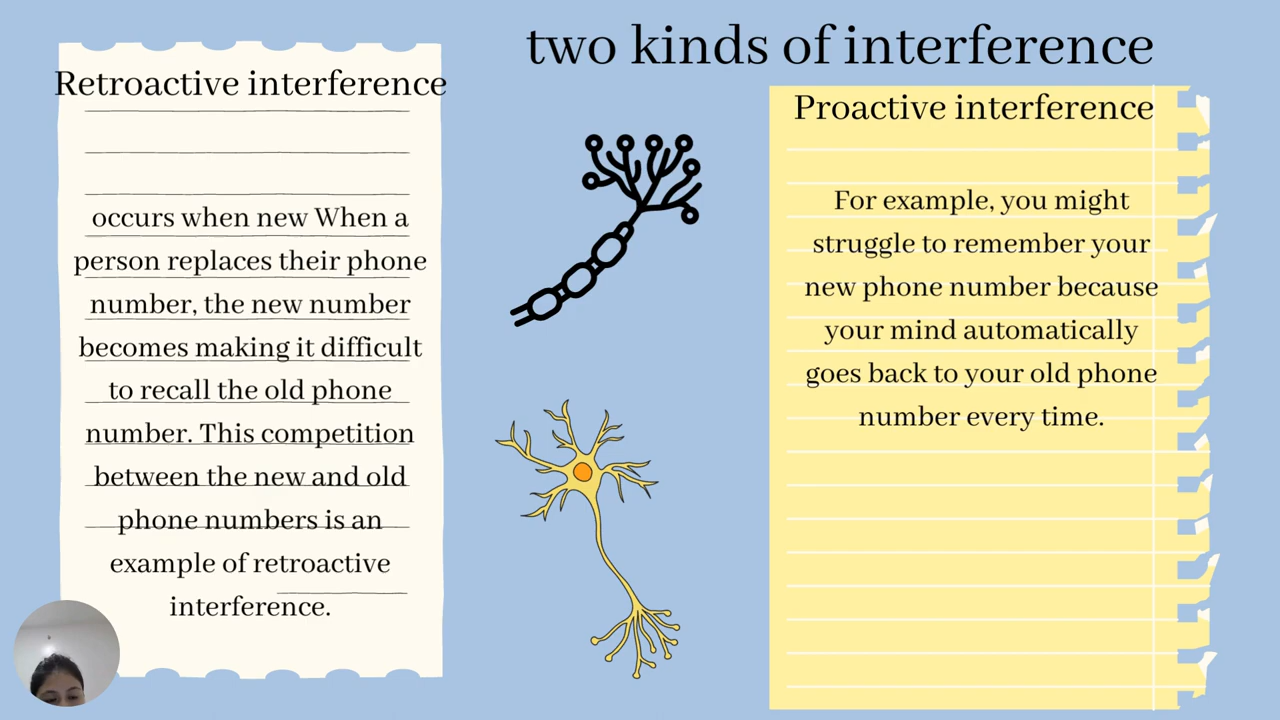 two kinds of interference
Retroactive interference
occurs when new When a
person replaces their phone
number, the new number
becomes making it difficult
to recall the old phone
number. This competition
between the new and old
phone numbers is an
example of retroactive
interference.
Proactive interference
For example, you might
struggle to remember your
new phone number because
your mind automatically
goes back to your old phone
number every time.